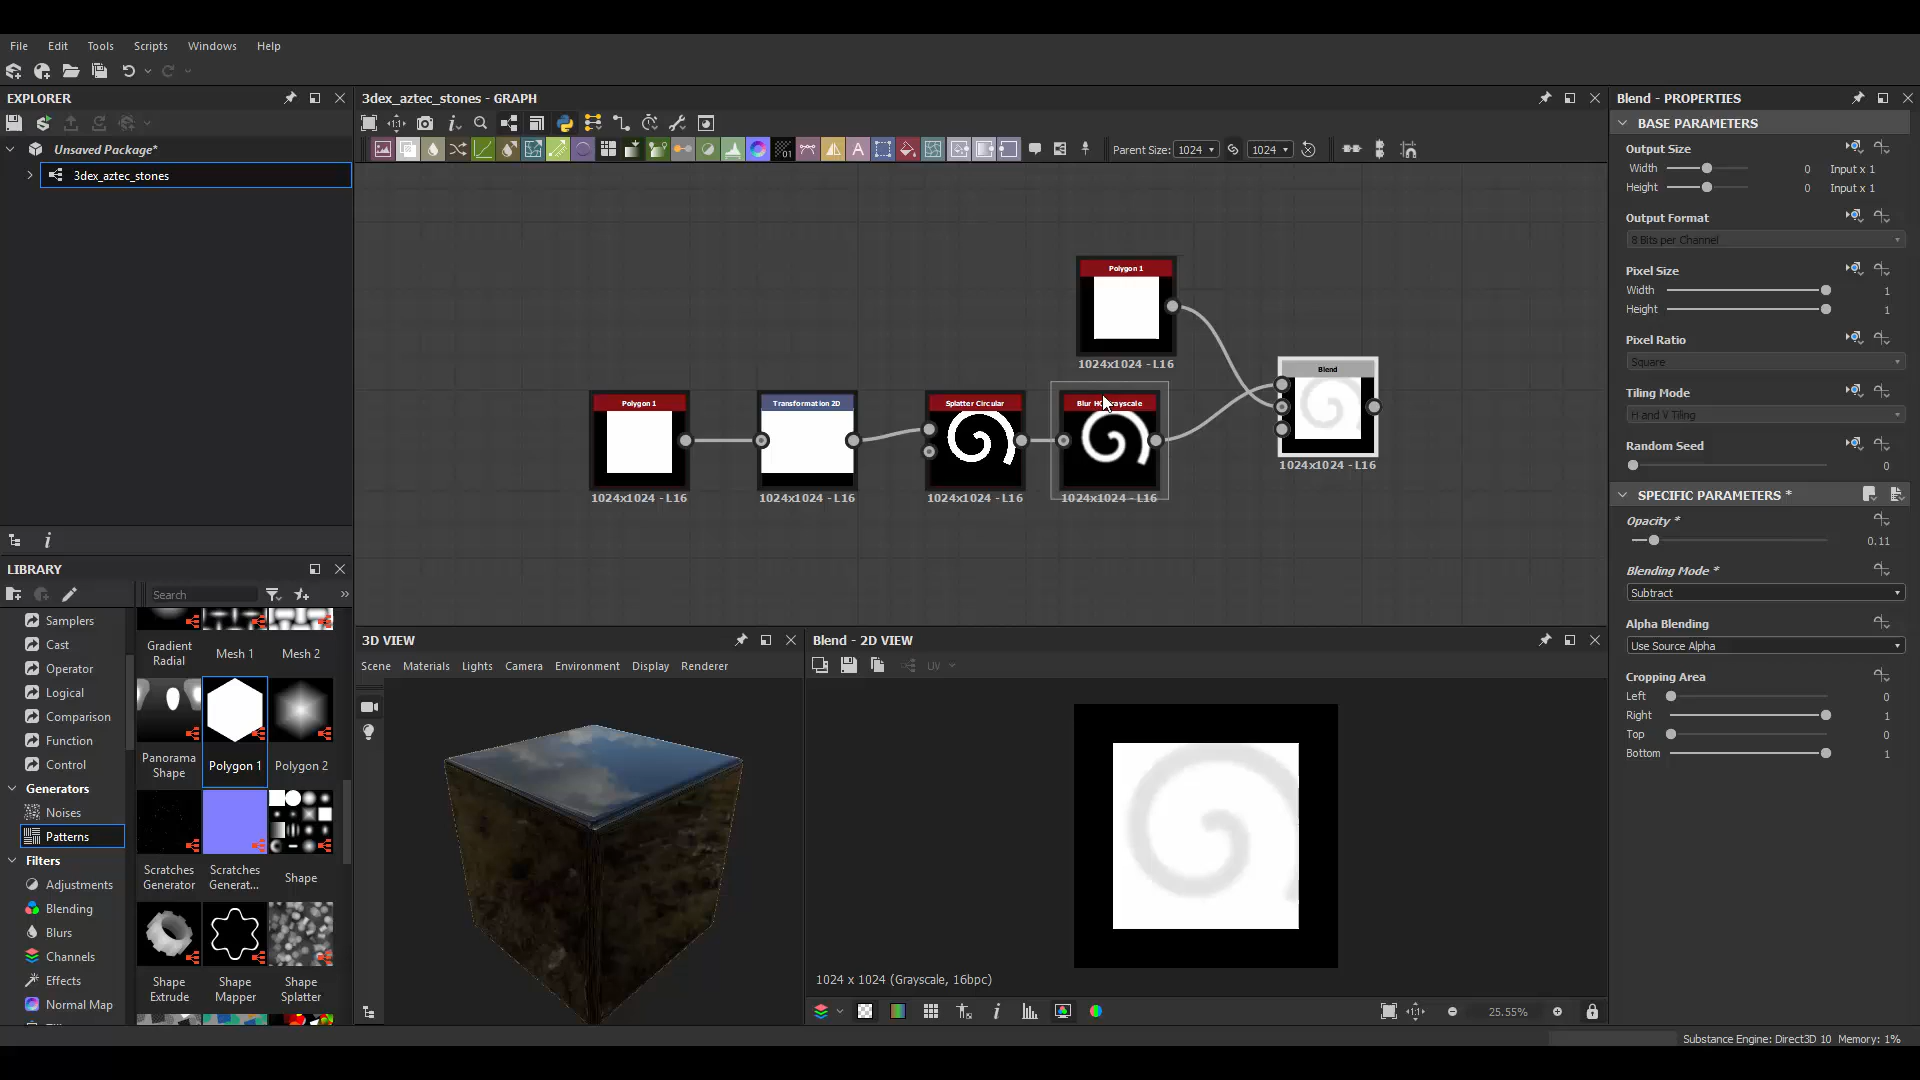 File Edit Tools Scripts Windows Help
EXPLORER
Unsaved Package*
3dex_aztec_stones
3dex_aztec_stones - GRAPH
Parent Size: 1024 1024
Polygon 1
1024x1024 - L16
Polygon 1
1024x1024 - L16
Transformation 2D
1024x1024 - L16
Splatter Circular
1024x1024 - L16
1024x1024 - L16
Blend
1024x1024 - L16
LIBRARY
Search
Samplers
Cast
Operator
Logical
Comparison
Function
Control
Generators
Noises
Patterns
Filters
Adjustments
Blending
Blurs
Channels
Effects
Normal Map
Gradient Radial
Mesh 1
Mesh 2
Panorama Shape
Polygon 1
Polygon 2
Scratches Generator
Scratches Generat...
Shape
Shape Extrude
Shape Mapper
Shape Splatter
3D VIEW
Scene Materials Lights Camera Environment Display Renderer
Blend - 2D VIEW
UV
1024 x 1024 (Grayscale, 16bpc)
25.55%
Blend - PROPERTIES
BASE PARAMETERS
Output Size
Width 0 Input x 1
Height 0 Input x 1
Output Format
8 Bits per Channel
Pixel Size
Width 1
Height 1
Pixel Ratio
Square
Tiling Mode
H and V Tiling
Random Seed
0
SPECIFIC PARAMETERS *
Opacity *
0.11
Blending Mode *
Subtract
Alpha Blending
Use Source Alpha
Cropping Area
Left 0
Right 1
Top 0
Bottom 1
Substance Engine: Direct3D 10 Memory: 1%